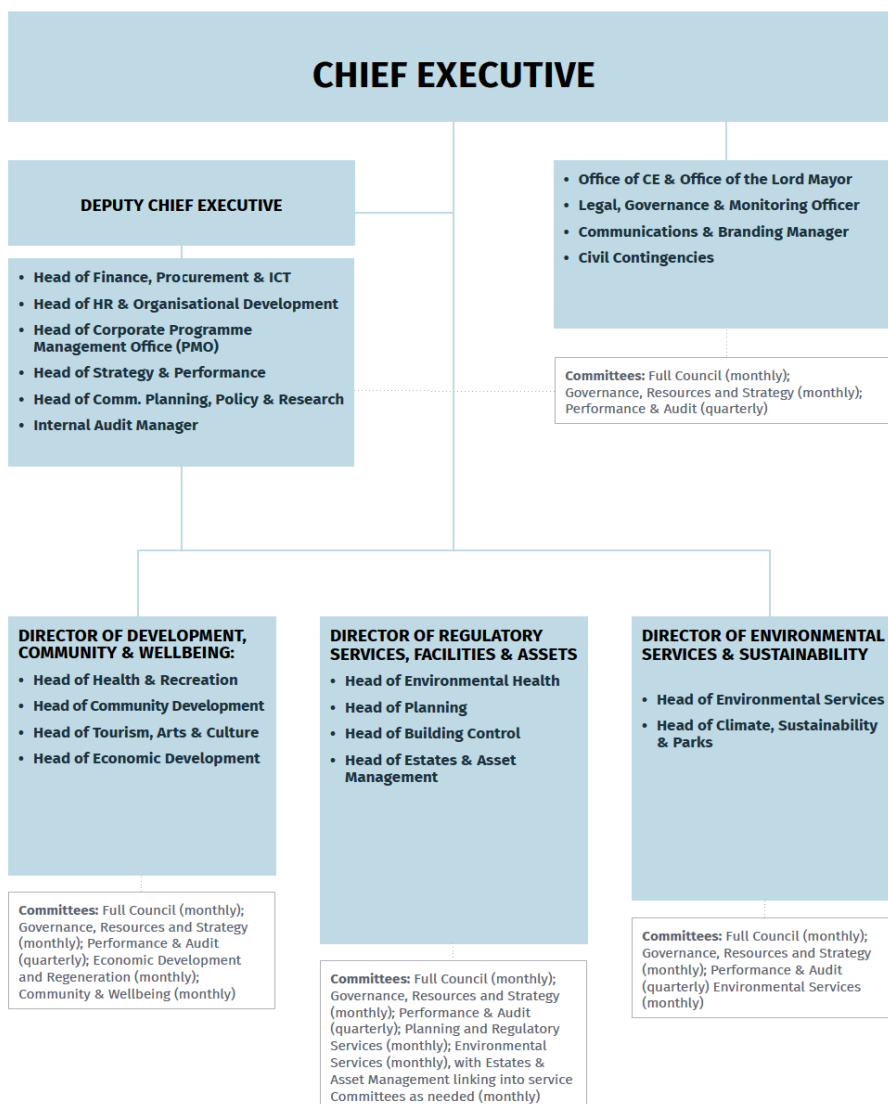 CHIEF EXECUTIVE
DEPUTY CHIEF EXECUTIVE
• Head of Finance, Procurement & ICT
• Head of HR & Organisational Development
• Head of Corporate Programme
Management Office (PMO)
• Head of Strategy & Performance
• Head of Comm. Planning, Policy & Research
• Internal Audit Manager
• Office of CE & Office of the Lord Mayor
• Legal, Governance & Monitoring Officer
• Communications & Branding Manager
• Civil Contingencies
Committees: Full Council (monthly);
Governance, Resources and Strategy (monthly);
Performance & Audit (quarterly)
DIRECTOR OF DEVELOPMENT,
COMMUNITY & WELLBEING:
• Head of Health & Recreation
• Head of Community Development
• Head of Tourism, Arts & Culture
• Head of Economic Development
Committees: Full Council (monthly);
Governance, Resources and Strategy
(monthly); Performance & Audit
(quarterly); Economic Development
and Regeneration (monthly);
Community & Wellbeing (monthly)
DIRECTOR OF REGULATORY
SERVICES, FACILITIES & ASSETS
• Head of Environmental Health
• Head of Planning
• Head of Building Control
• Head of Estates & Asset
Management
Committees: Full Council (monthly);
Governance, Resources and Strategy
(monthly); Performance & Audit
(quarterly); Planning and Regulatory
Services (monthly); Environmental
Services (monthly), with Estates &
Asset Management linking into service
Committees as needed (monthly)
DIRECTOR OF ENVIRONMENTAL
SERVICES & SUSTAINABILITY
• Head of Environmental Services
• Head of Climate, Sustainability
& Parks
Committees: Full Council (monthly);
Governance, Resources and Strategy
(monthly); Performance & Audit
(quarterly) Environmental Services
(monthly)